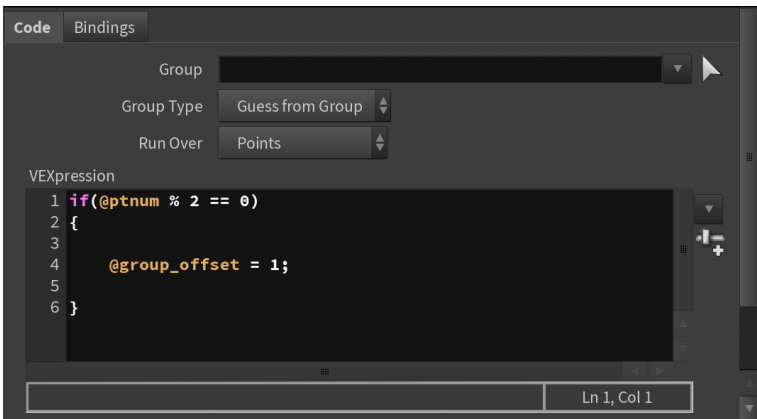 Code Bindings
Group
Group Type Guess from Group
Run Over Points
VEXpression
1 if(@ptnum % 2 == 0)
2 {
3
4     @group_offset = 1;
5
6 }
Ln 1, Col 1